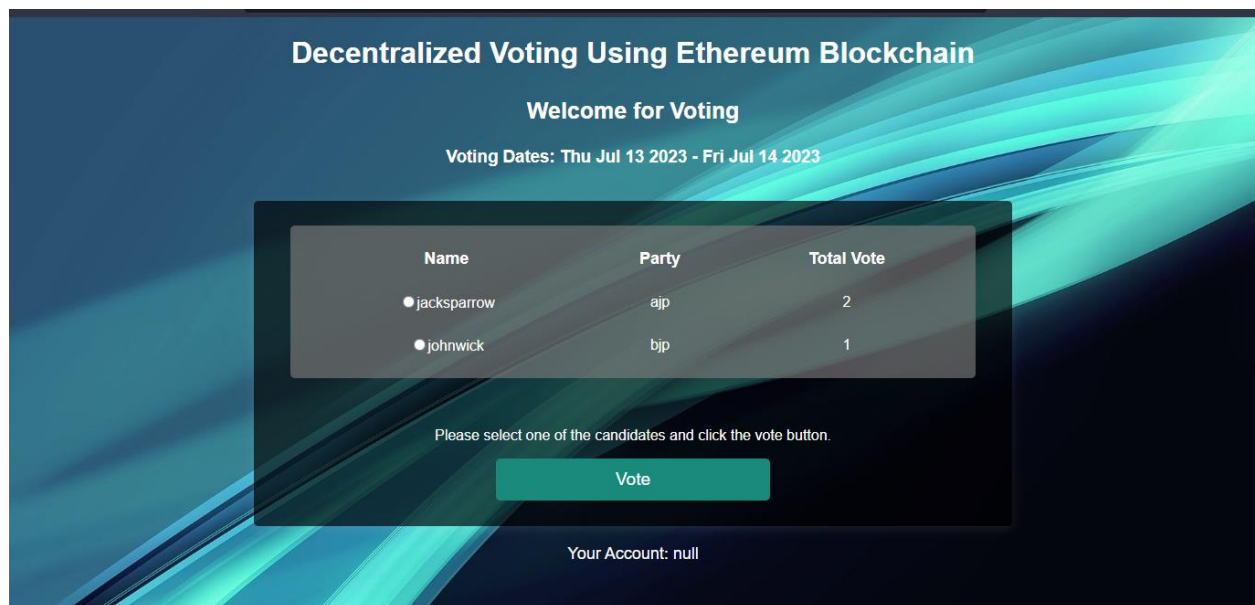 Decentralized Voting Using Ethereum Blockchain
Welcome for Voting
Voting Dates: Thu Jul 13 2023 - Fri Jul 14 2023
Name Party Total Vote
jacksparrow ajp 2
johnwick bjp 1
Please select one of the candidates and click the vote button.
Vote
Your Account: null